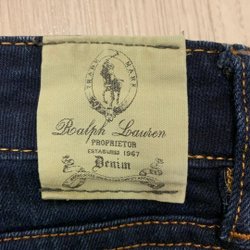 TRADE MARK
Ralph Lauren
PROPRIETOR
ESTABLISHED 1967
Denim